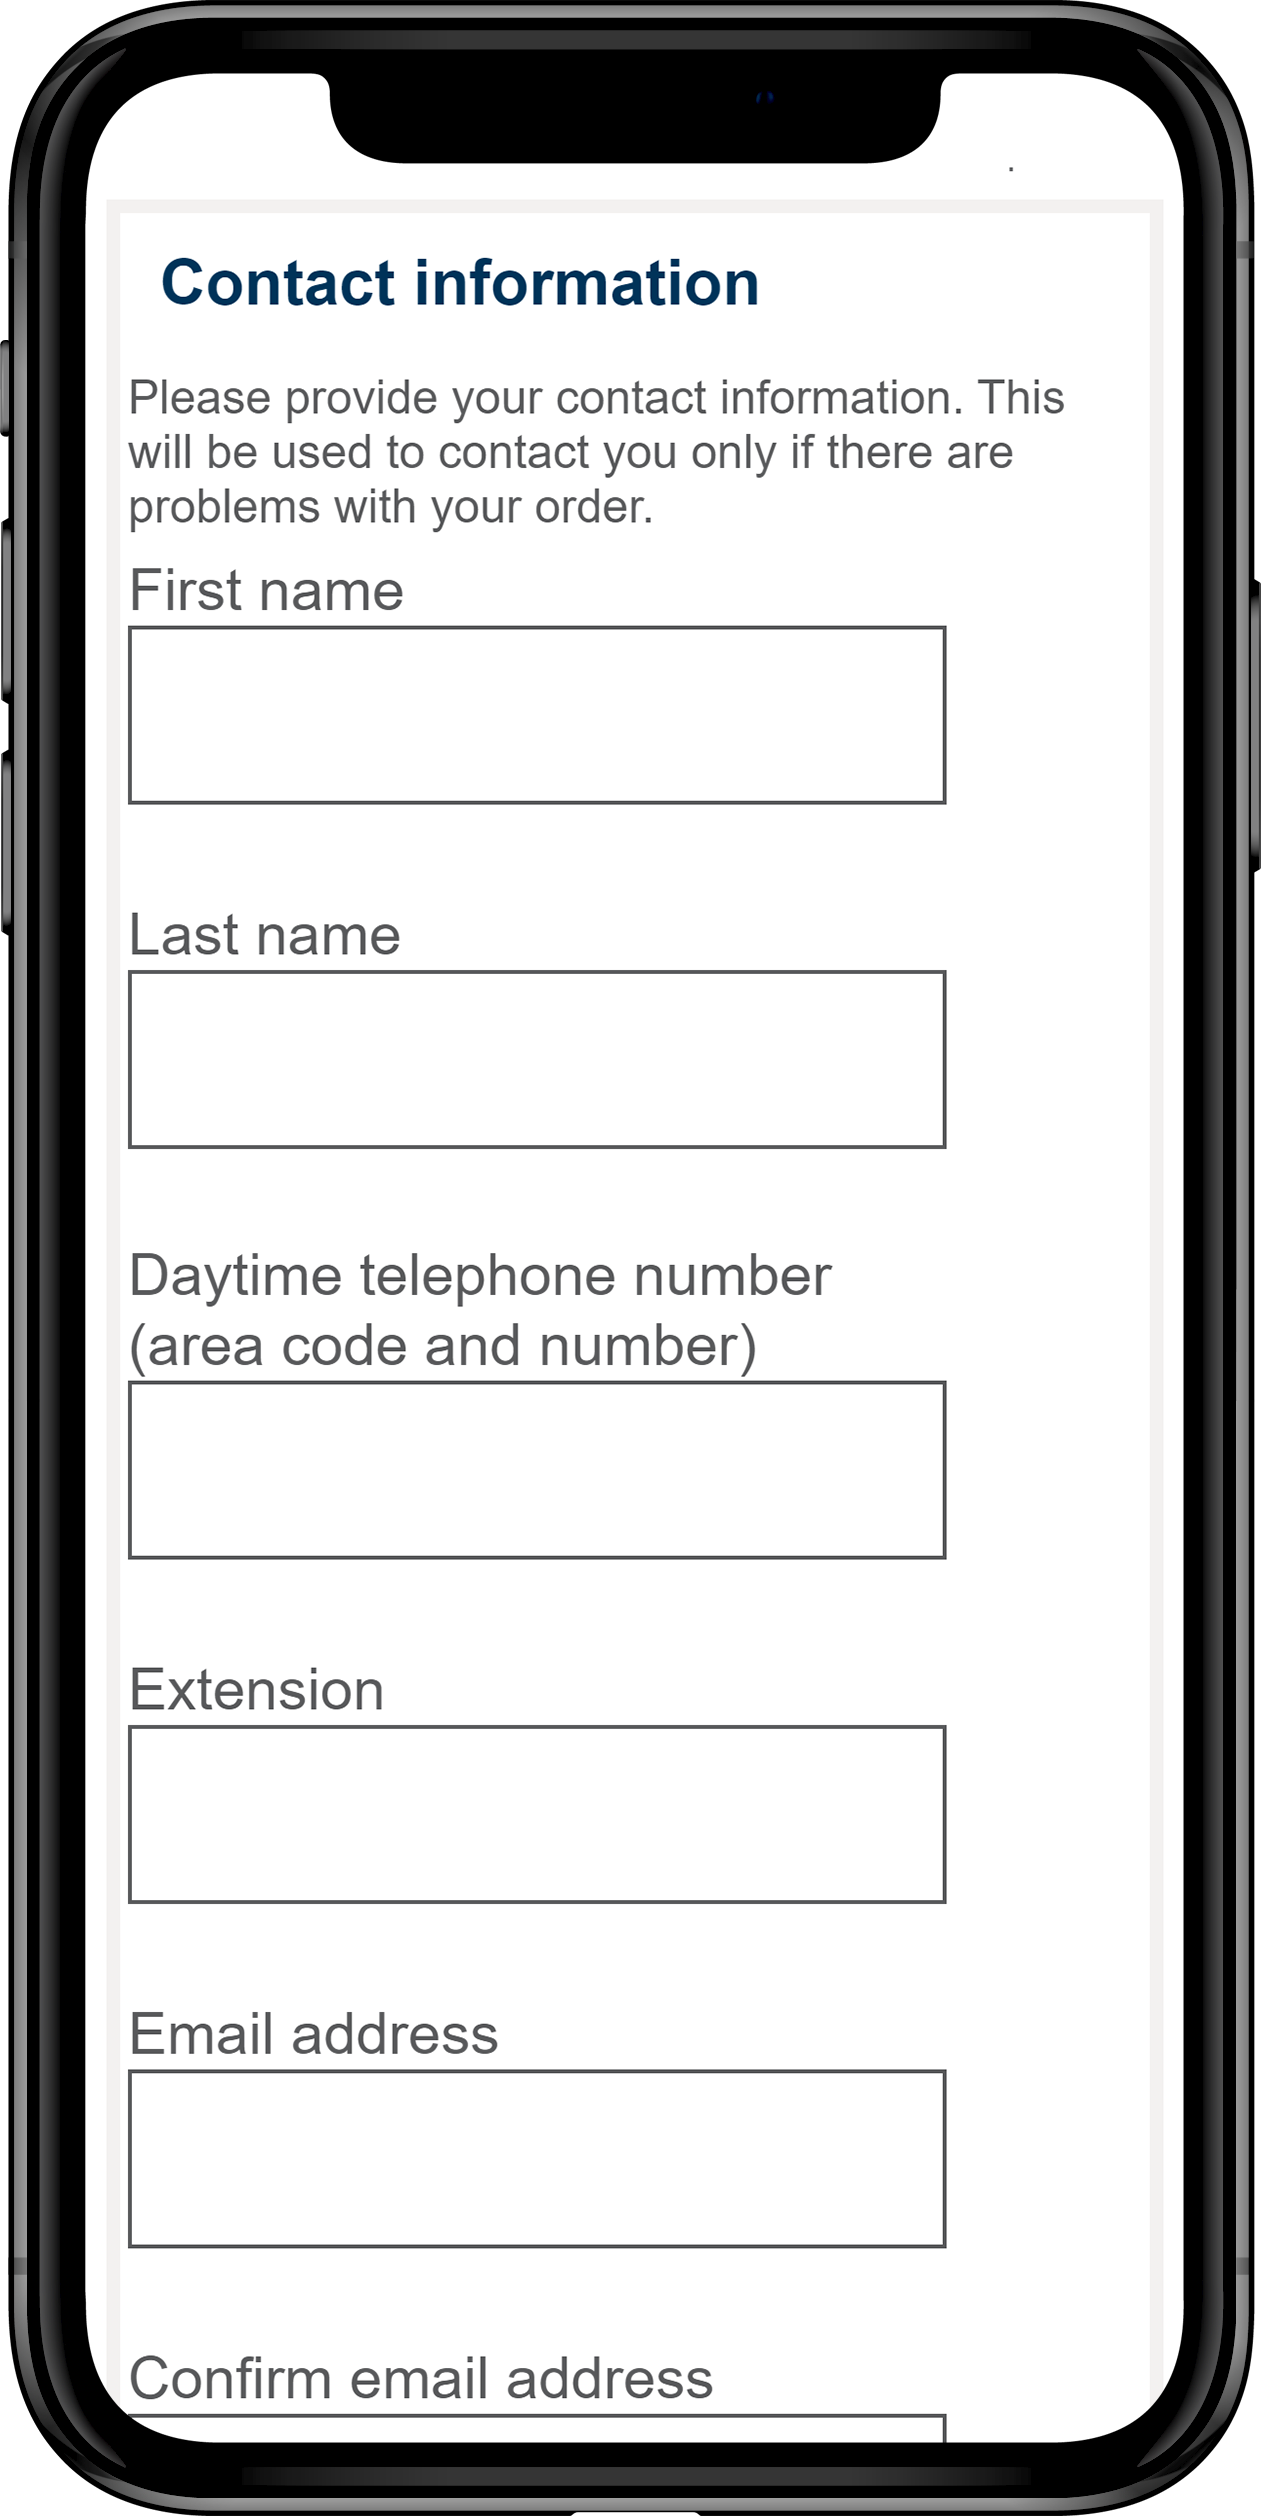 Contact information
Please provide your contact information. This
will be used to contact you only if there are
problems with your order.
First name
Last name
Daytime telephone number
(area code and number)
Extension
Email address
Confirm email address